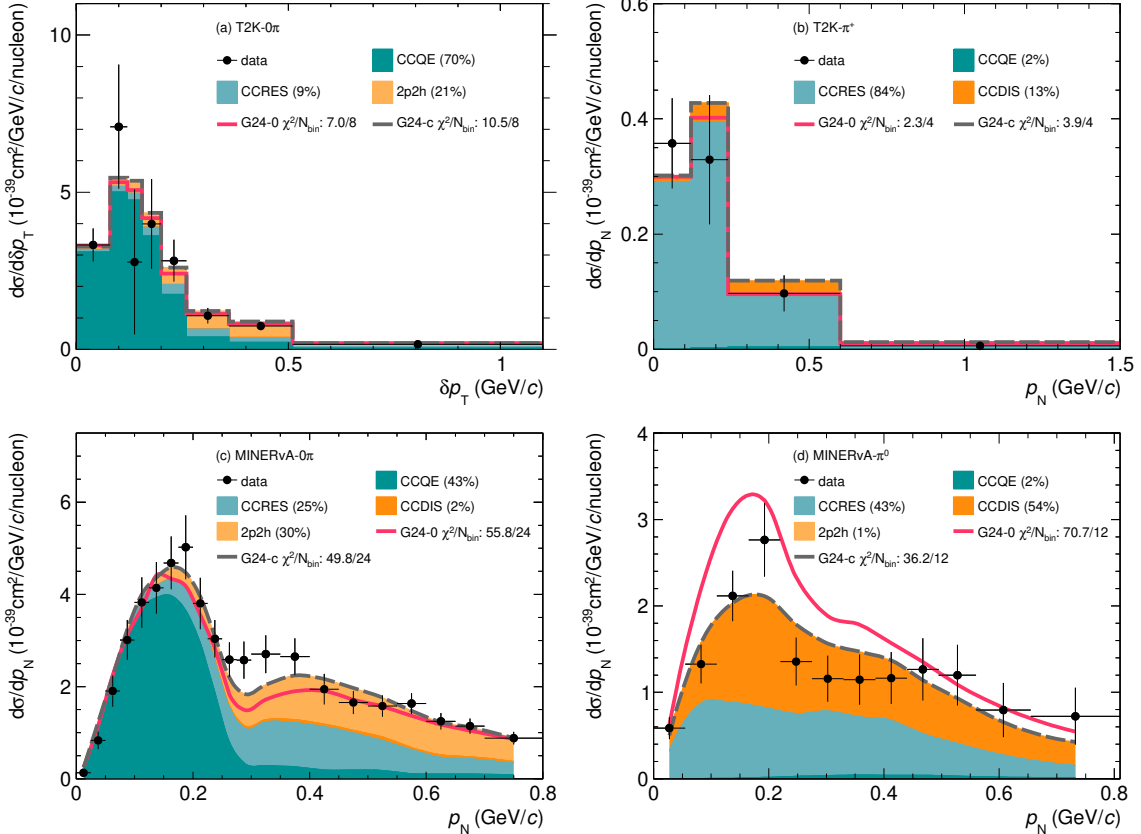 (a) T2K-0π
data
CCQE (70%)
CCRES (9%)
2p2h (21%)
G24-0 χ²/N_bin: 7.0/8
G24-c χ²/N_bin: 10.5/8
dσ/dδp_T (10⁻³⁹cm²/GeV/c/nucleon)
10
5
0
0
0.5
1
δp_T (GeV/c)
(b) T2K-π⁺
data
CCQE (2%)
CCRES (84%)
CCDIS (13%)
G24-0 χ²/N_bin: 2.3/4
G24-c χ²/N_bin: 3.9/4
dσ/dp_N (10⁻³⁹cm²/GeV/c/nucleon)
0.6
0.4
0.2
0
0
0.5
1
1.5
p_N (GeV/c)
(c) MINERvA-0π
data
CCQE (43%)
CCRES (25%)
CCDIS (2%)
2p2h (30%)
G24-0 χ²/N_bin: 55.8/24
G24-c χ²/N_bin: 49.8/24
dσ/dp_N (10⁻³⁹cm²/GeV/c/nucleon)
6
4
2
0
0
0.2
0.4
0.6
0.8
p_N (GeV/c)
(d) MINERvA-π⁰
data
CCQE (2%)
CCRES (43%)
CCDIS (54%)
2p2h (1%)
G24-0 χ²/N_bin: 70.7/12
G24-c χ²/N_bin: 36.2/12
dσ/dp_N (10⁻³⁹cm²/GeV/c/nucleon)
4
3
2
1
0
0
0.2
0.4
0.6
0.8
p_N (GeV/c)